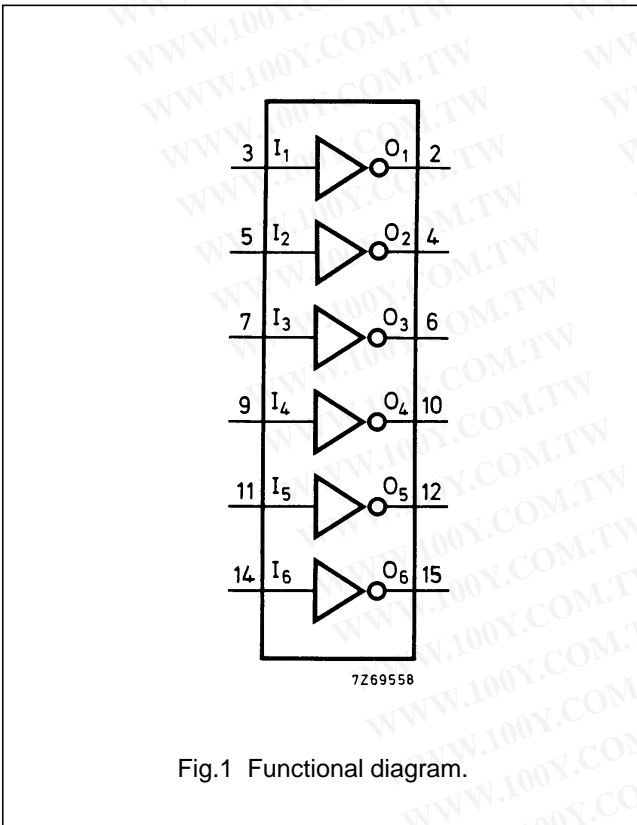 3 I1 O1 2
5 I2 O2 4
7 I3 O3 6
9 I4 O4 10
11 I5 O5 12
14 I6 O6 15
7Z69558
Fig.1 Functional diagram.
WWW.100Y.COM.TW